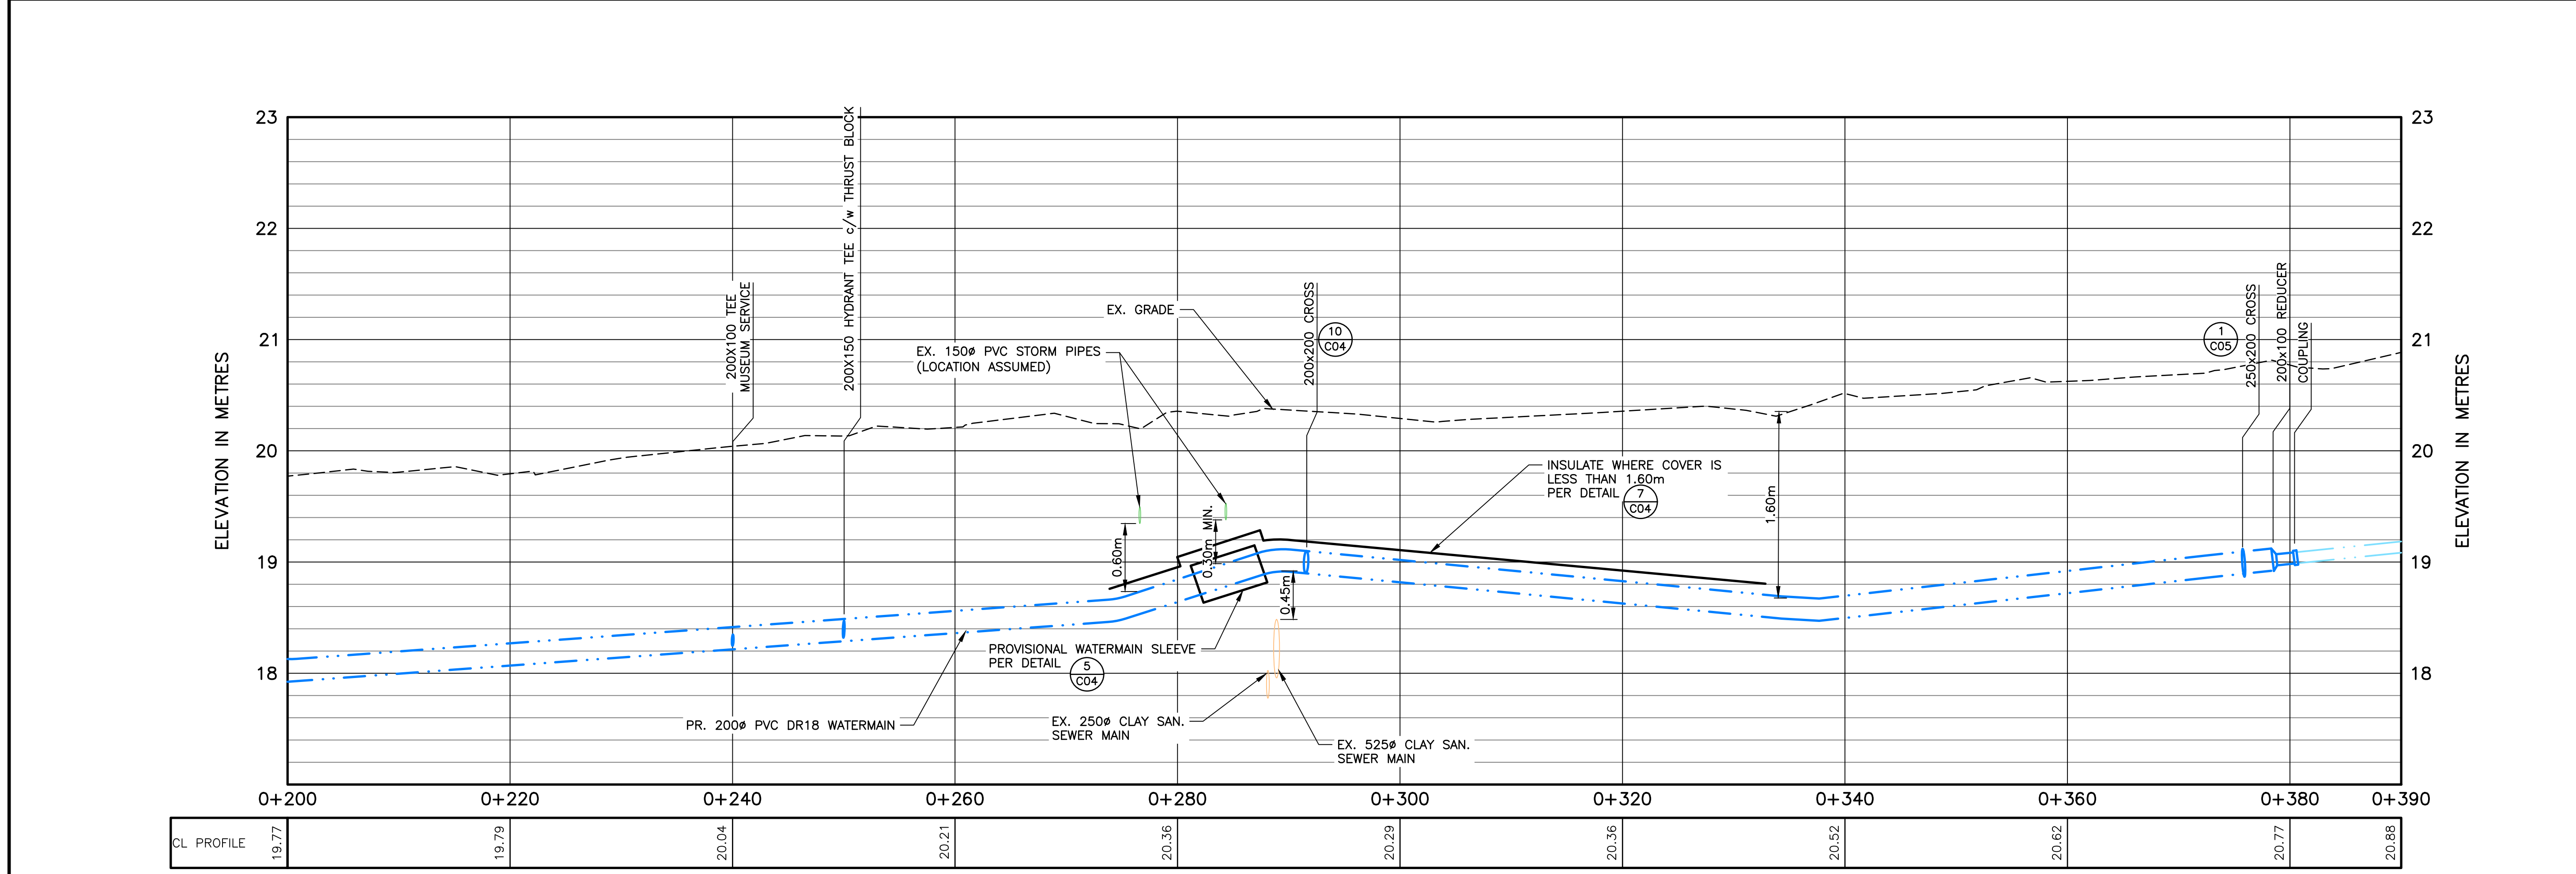 23
22
21
20
19
18
ELEVATION IN METRES
200X100 TEE
MUSEUM SERVICE
200X150 HYDRANT TEE c/w THRUST BLOCK
EX. GRADE
EX. 150ø PVC STORM PIPES
(LOCATION ASSUMED)
200x200 CROSS
10
C04
1
C05
250x200 CROSS
200x100 REDUCER
COUPLING
INSULATE WHERE COVER IS
LESS THAN 1.60m
PER DETAIL
7
C04
1.60m
0.60m
0.30m MIN.
0.45m
PROVISIONAL WATERMAIN SLEEVE
PER DETAIL
5
C04
PR. 200ø PVC DR18 WATERMAIN
EX. 250ø CLAY SAN.
SEWER MAIN
EX. 525ø CLAY SAN.
SEWER MAIN
23
22
21
20
19
18
ELEVATION IN METRES
0+200 0+220 0+240 0+260 0+280 0+300 0+320 0+340 0+360 0+380 0+390
CL PROFILE 19.77 19.79 20.04 20.21 20.36 20.29 20.36 20.52 20.62 20.77 20.88